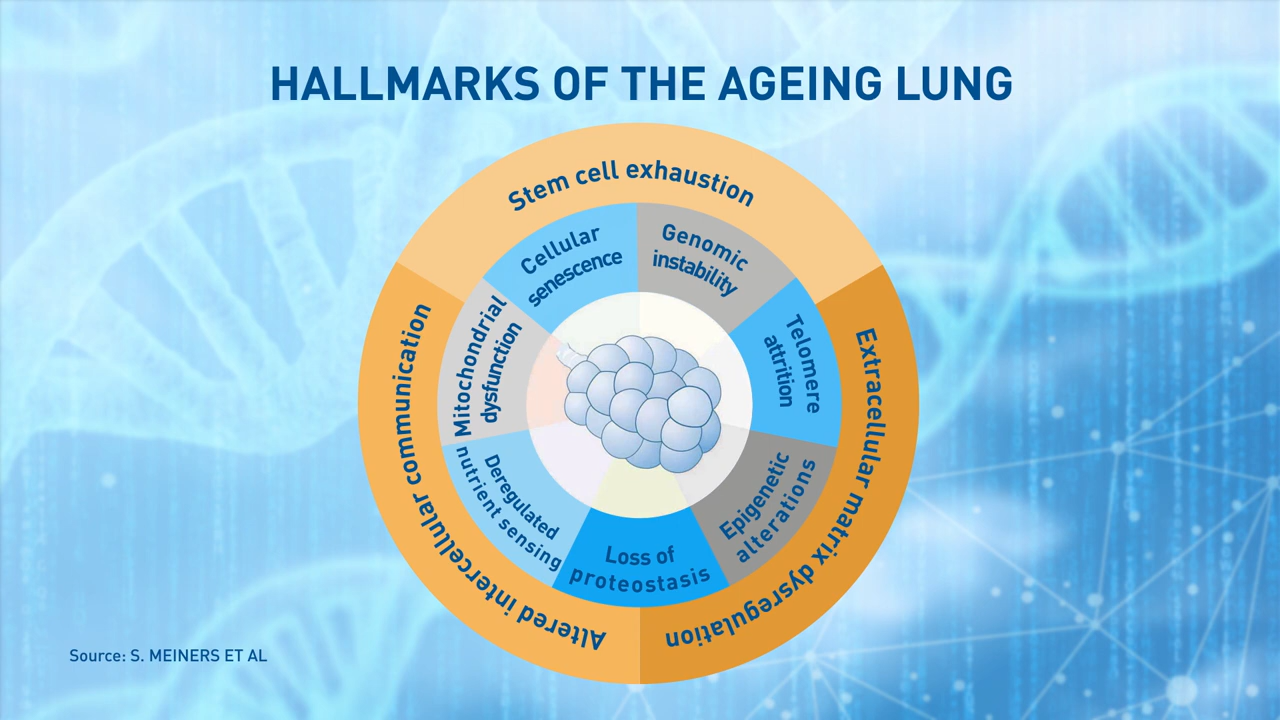 HALLMARKS OF THE AGEING LUNG
Stem cell exhaustion
Extracellular matrix dysregulation
Altered intercellular communication
Genomic
instability
Telomere
attrition
Epigenetic
alterations
Loss of
proteostasis
Deregulated
nutrient sensing
Mitochondrial
dysfunction
Cellular
senescence
Source: S. MEINERS ET AL